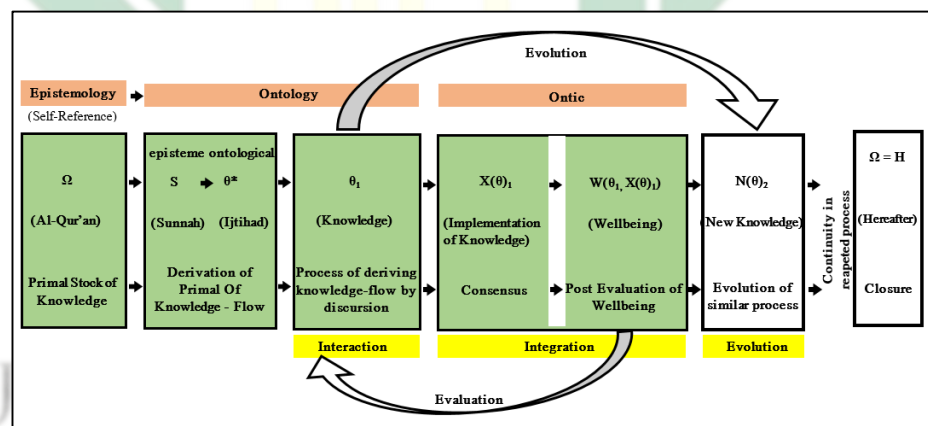 Evolution
Epistemology
Ontology
Ontic
(Self-Reference)
Ω
(Al-Qur'an)
Primal Stock of
Knowledge
episteme ontological
S θ*
(Sunnah) (Ijtihad)
Derivation of
Primal Of
Knowledge - Flow
θ1
(Knowledge)
Process of deriving
knowledge-flow by
discursion
X(θ)1
(Implementation
of Knowledge)
Consensus
W(θ1, X(θ)1)
(Wellbeing)
Post Evaluation of
Wellbeing
N(θ)2
(New Knowledge)
Evolution of
similar process
Continuity in
reapeted process
Ω = H
(Hereafter)
Closure
Interaction
Integration
Evolution
Evaluation